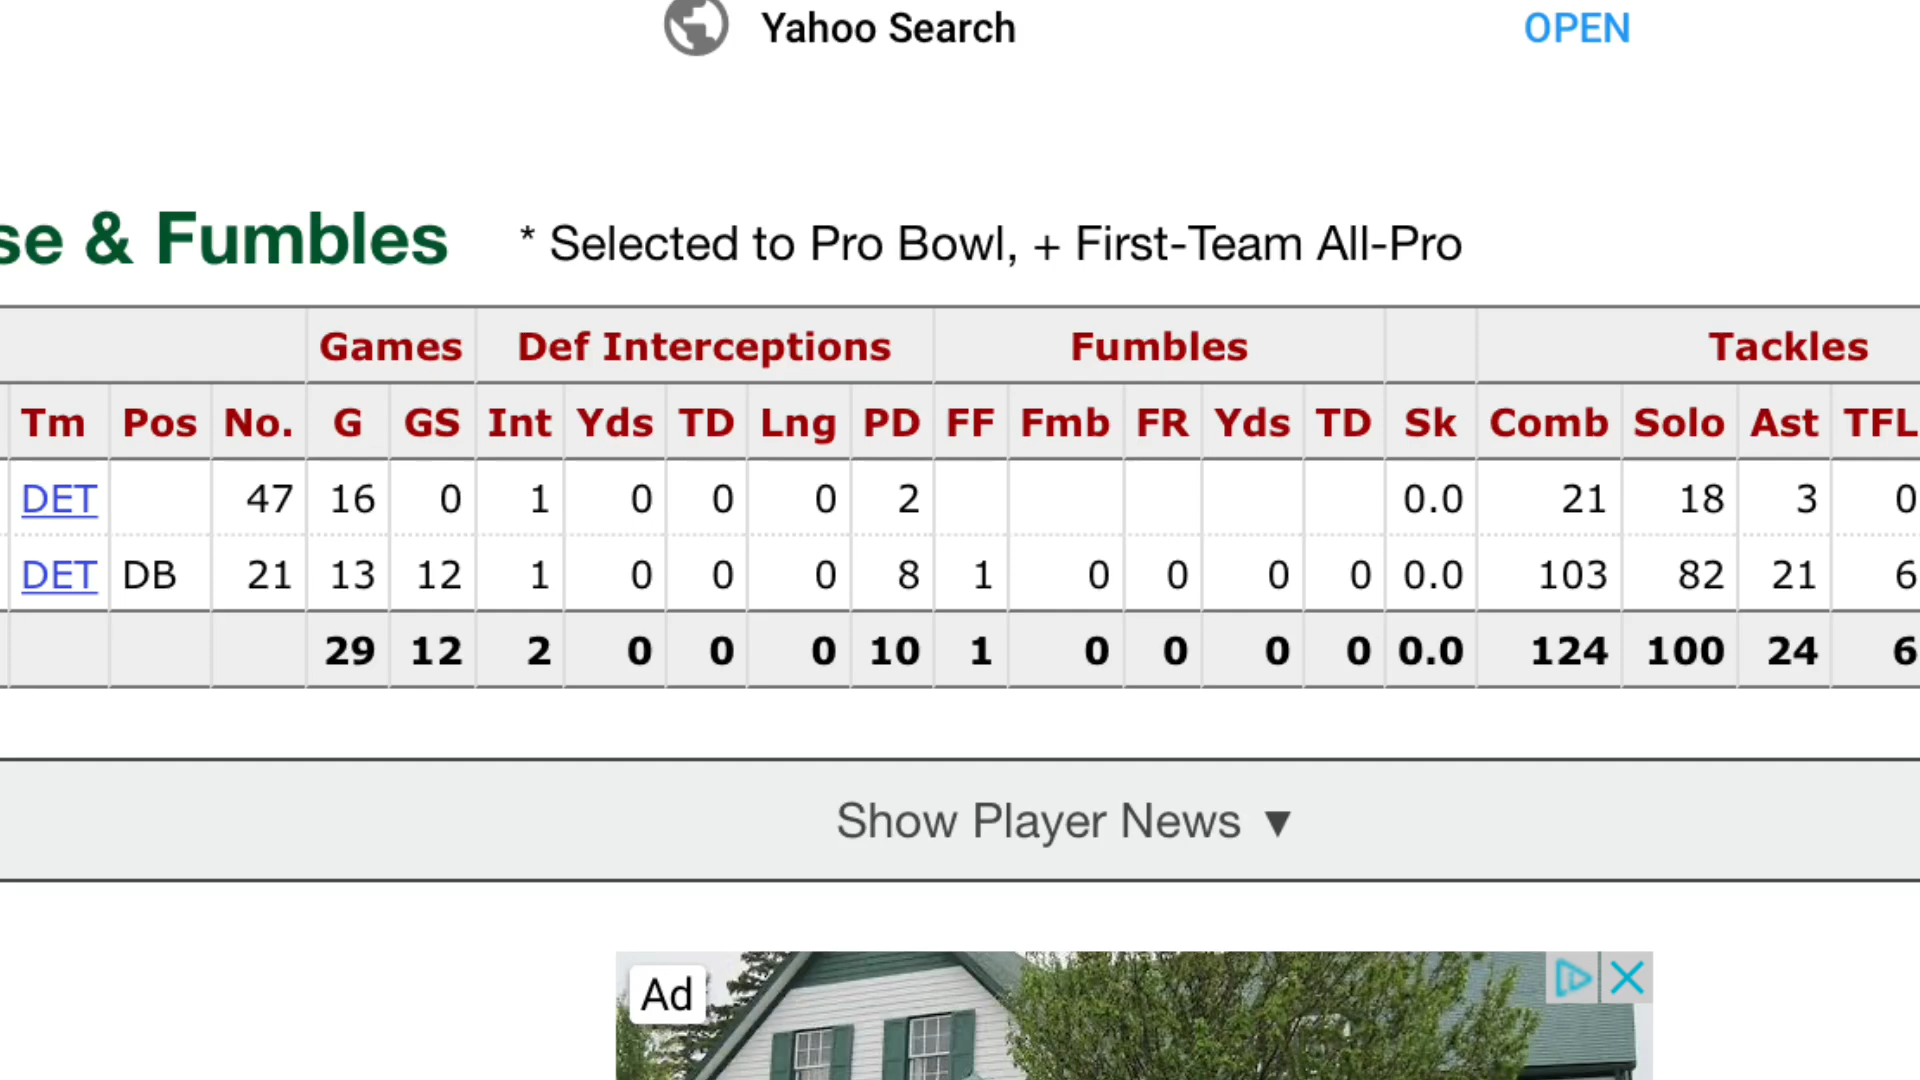 Yahoo Search OPEN
se & Fumbles * Selected to Pro Bowl, + First-Team All-Pro
Games Def Interceptions Fumbles Tackles
Tm Pos No. G GS Int Yds TD Lng PD FF Fmb FR Yds TD Sk Comb Solo Ast TFL
DET 47 16 0 1 0 0 0 2 0.0 21 18 3 0
DET DB 21 13 12 1 0 0 0 8 1 0 0 0 0 0.0 103 82 21 6
29 12 2 0 0 0 10 1 0 0 0 0 0.0 124 100 24 6
Show Player News ▼
Ad